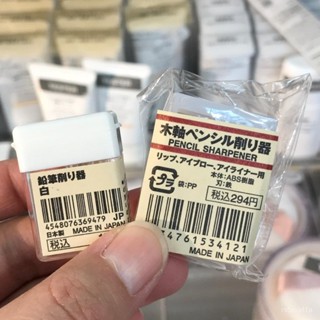 鉛筆削り器
白
4548076369479 JP
日本製
税込
MADE IN JAPAN
木軸ペンシル削り器
PENCIL SHARPENER
リップ、アイブロー、アイライナー用
プラ
袋:PP
本体:ABS樹脂
刃:鉄
税込294円
4761534121
MADE IN JAPAN